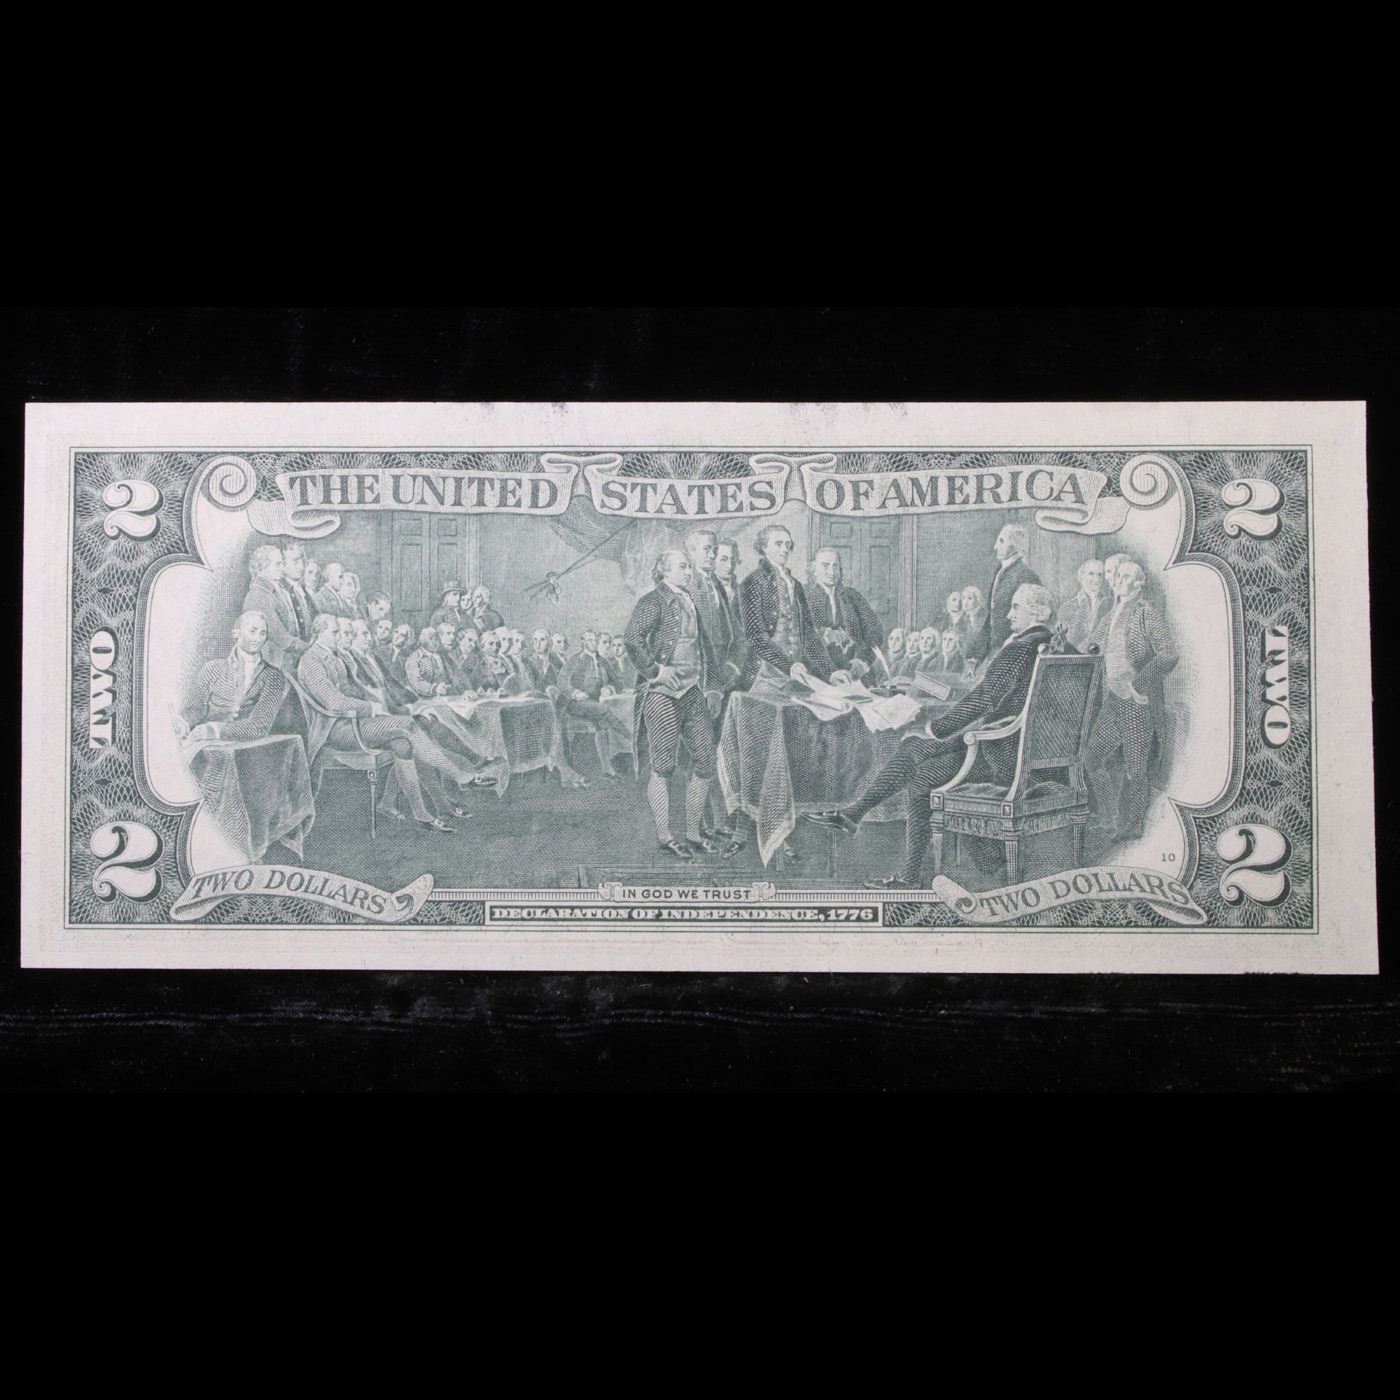 THE UNITED STATES OF AMERICA
2
2
TWO
TWO
2
2
10
TWO DOLLARS
IN GOD WE TRUST
TWO DOLLARS
DECLARATION OF INDEPENDENCE, 1776